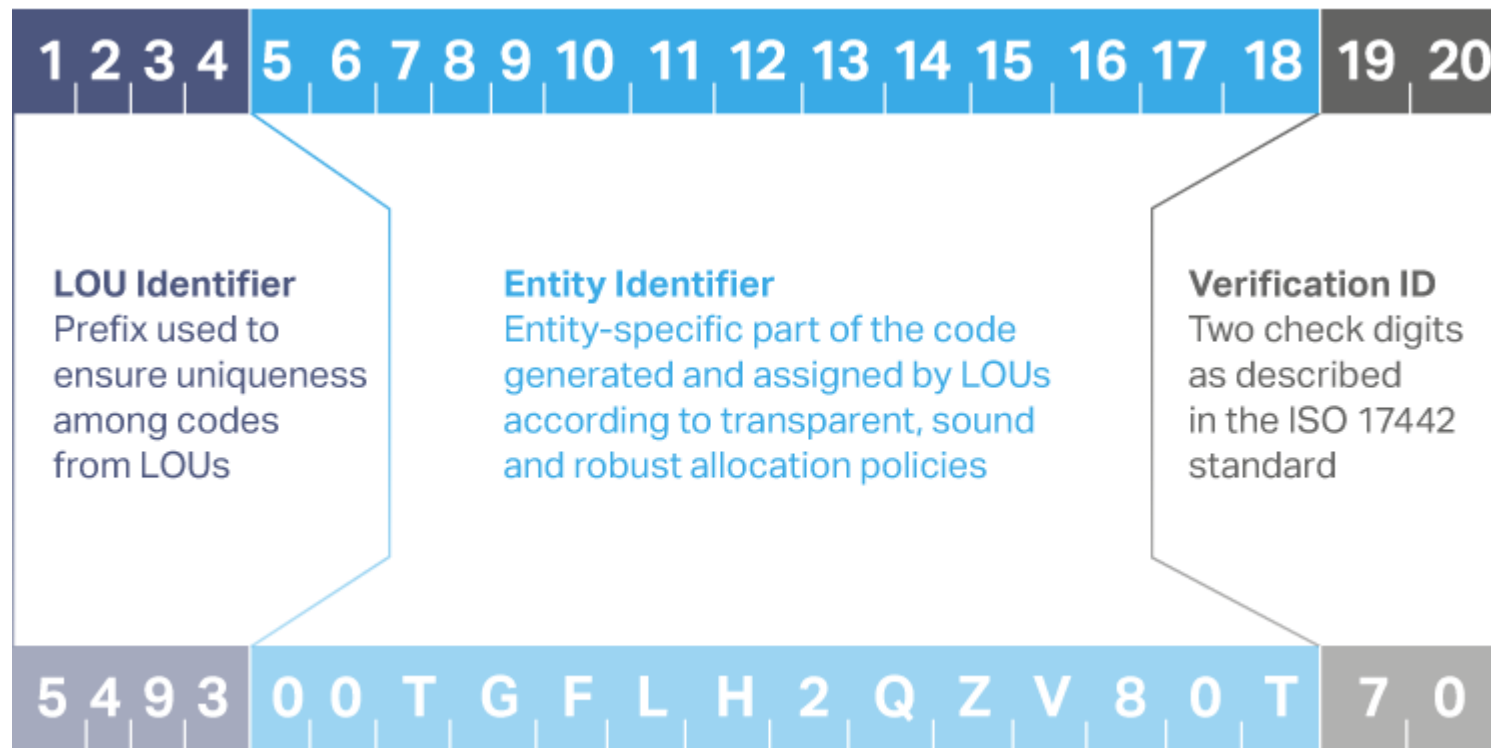 1 2 3 4 5 6 7 8 9 10 11 12 13 14 15 16 17 18 19 20
LOU Identifier
Prefix used to
ensure uniqueness
among codes
from LOUs
Entity Identifier
Entity-specific part of the code
generated and assigned by LOUs
according to transparent, sound
and robust allocation policies
Verification ID
Two check digits
as described
in the ISO 17442
standard
5 4 9 3 0 0 T G F L H 2 Q Z V 8 0 T 7 0